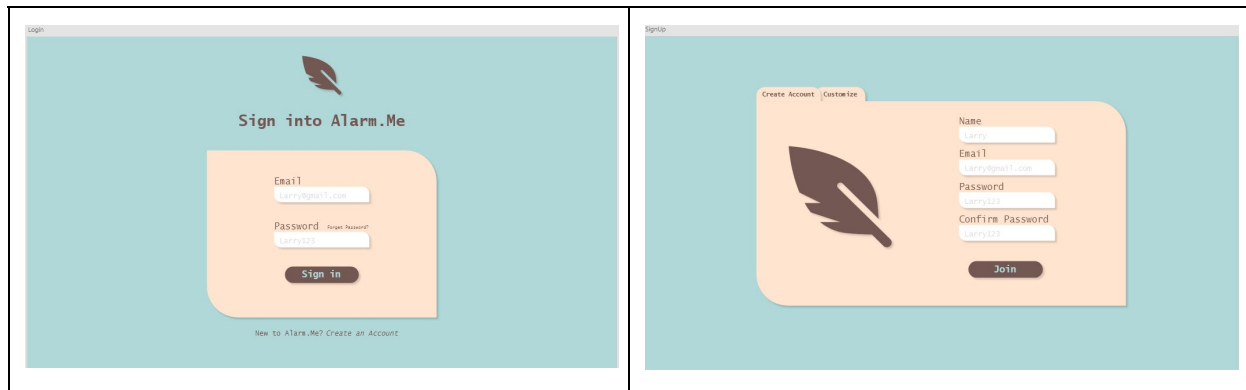 Login
Sign into Alarm.Me
Email
Larry@gmail.com
Password Forget Password?
Larry123
Sign in
New to Alarm.Me? Create an Account
SignUp
Create Account Customize
Name
Larry
Email
Larry@gmail.com
Password
Larry123
Confirm Password
Larry123
Join